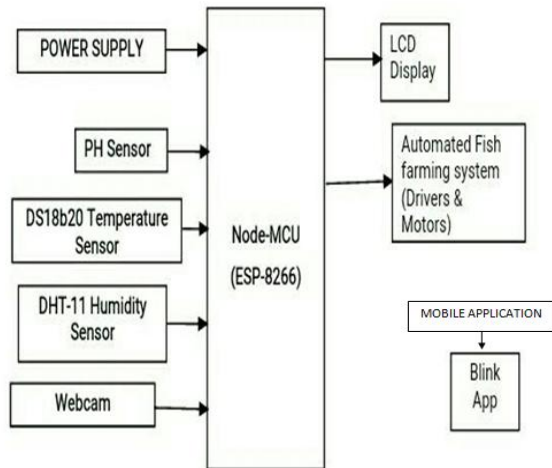 POWER SUPPLY
PH Sensor
DS18b20 Temperature
Sensor
DHT-11 Humidity
Sensor
Webcam
Node-MCU
(ESP-8266)
LCD
Display
Automated Fish
farming system
(Drivers &
Motors)
MOBILE APPLICATION
Blink
App